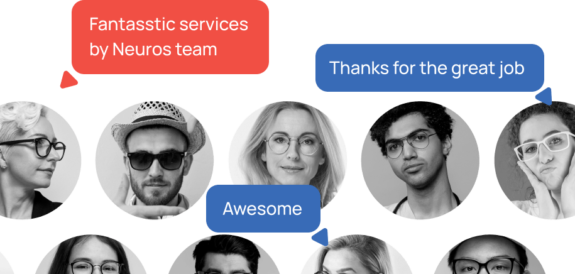 Fantasstic services
by Neuros team
Thanks for the great job
Awesome